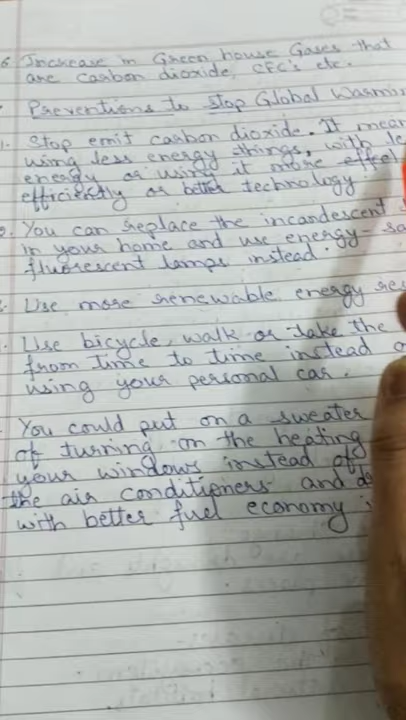 6 Increase in Green house Gases that
are carbon dioxide, CFC's etc.
Preventions to stop Global Warmin
1. Stop emit carbon dioxide. It mean
using less energy things, with le
energy or using it more effect
efficiently or better technology
2. You can replace the incandescent
in your home and use energy-sa
fluorescent lamps instead.
Use more renewable energy res
Use bicycle, walk or take the
from time to time instead o
using your personal car.
You could put on a sweater
of turning on the heating
your windows instead of
the air conditioners and d
with better fuel economy